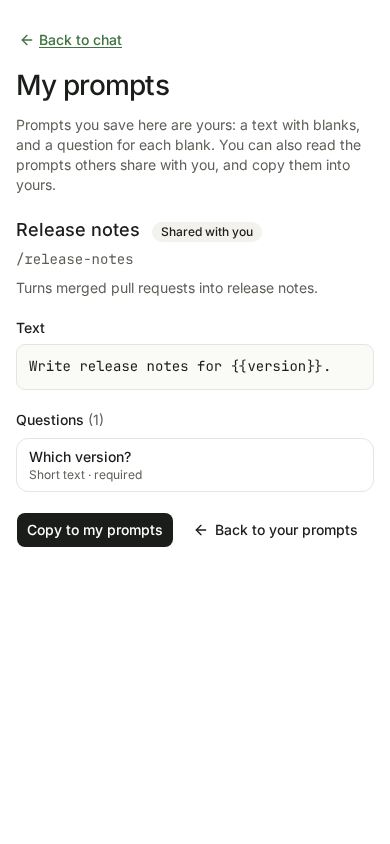 ← Back to chat
My prompts
Prompts you save here are yours: a text with blanks,
and a question for each blank. You can also read the
prompts others share with you, and copy them into
yours.
Release notes Shared with you
/release-notes
Turns merged pull requests into release notes.
Text
Write release notes for {{version}}.
Questions (1)
Which version?
Short text · required
Copy to my prompts ← Back to your prompts